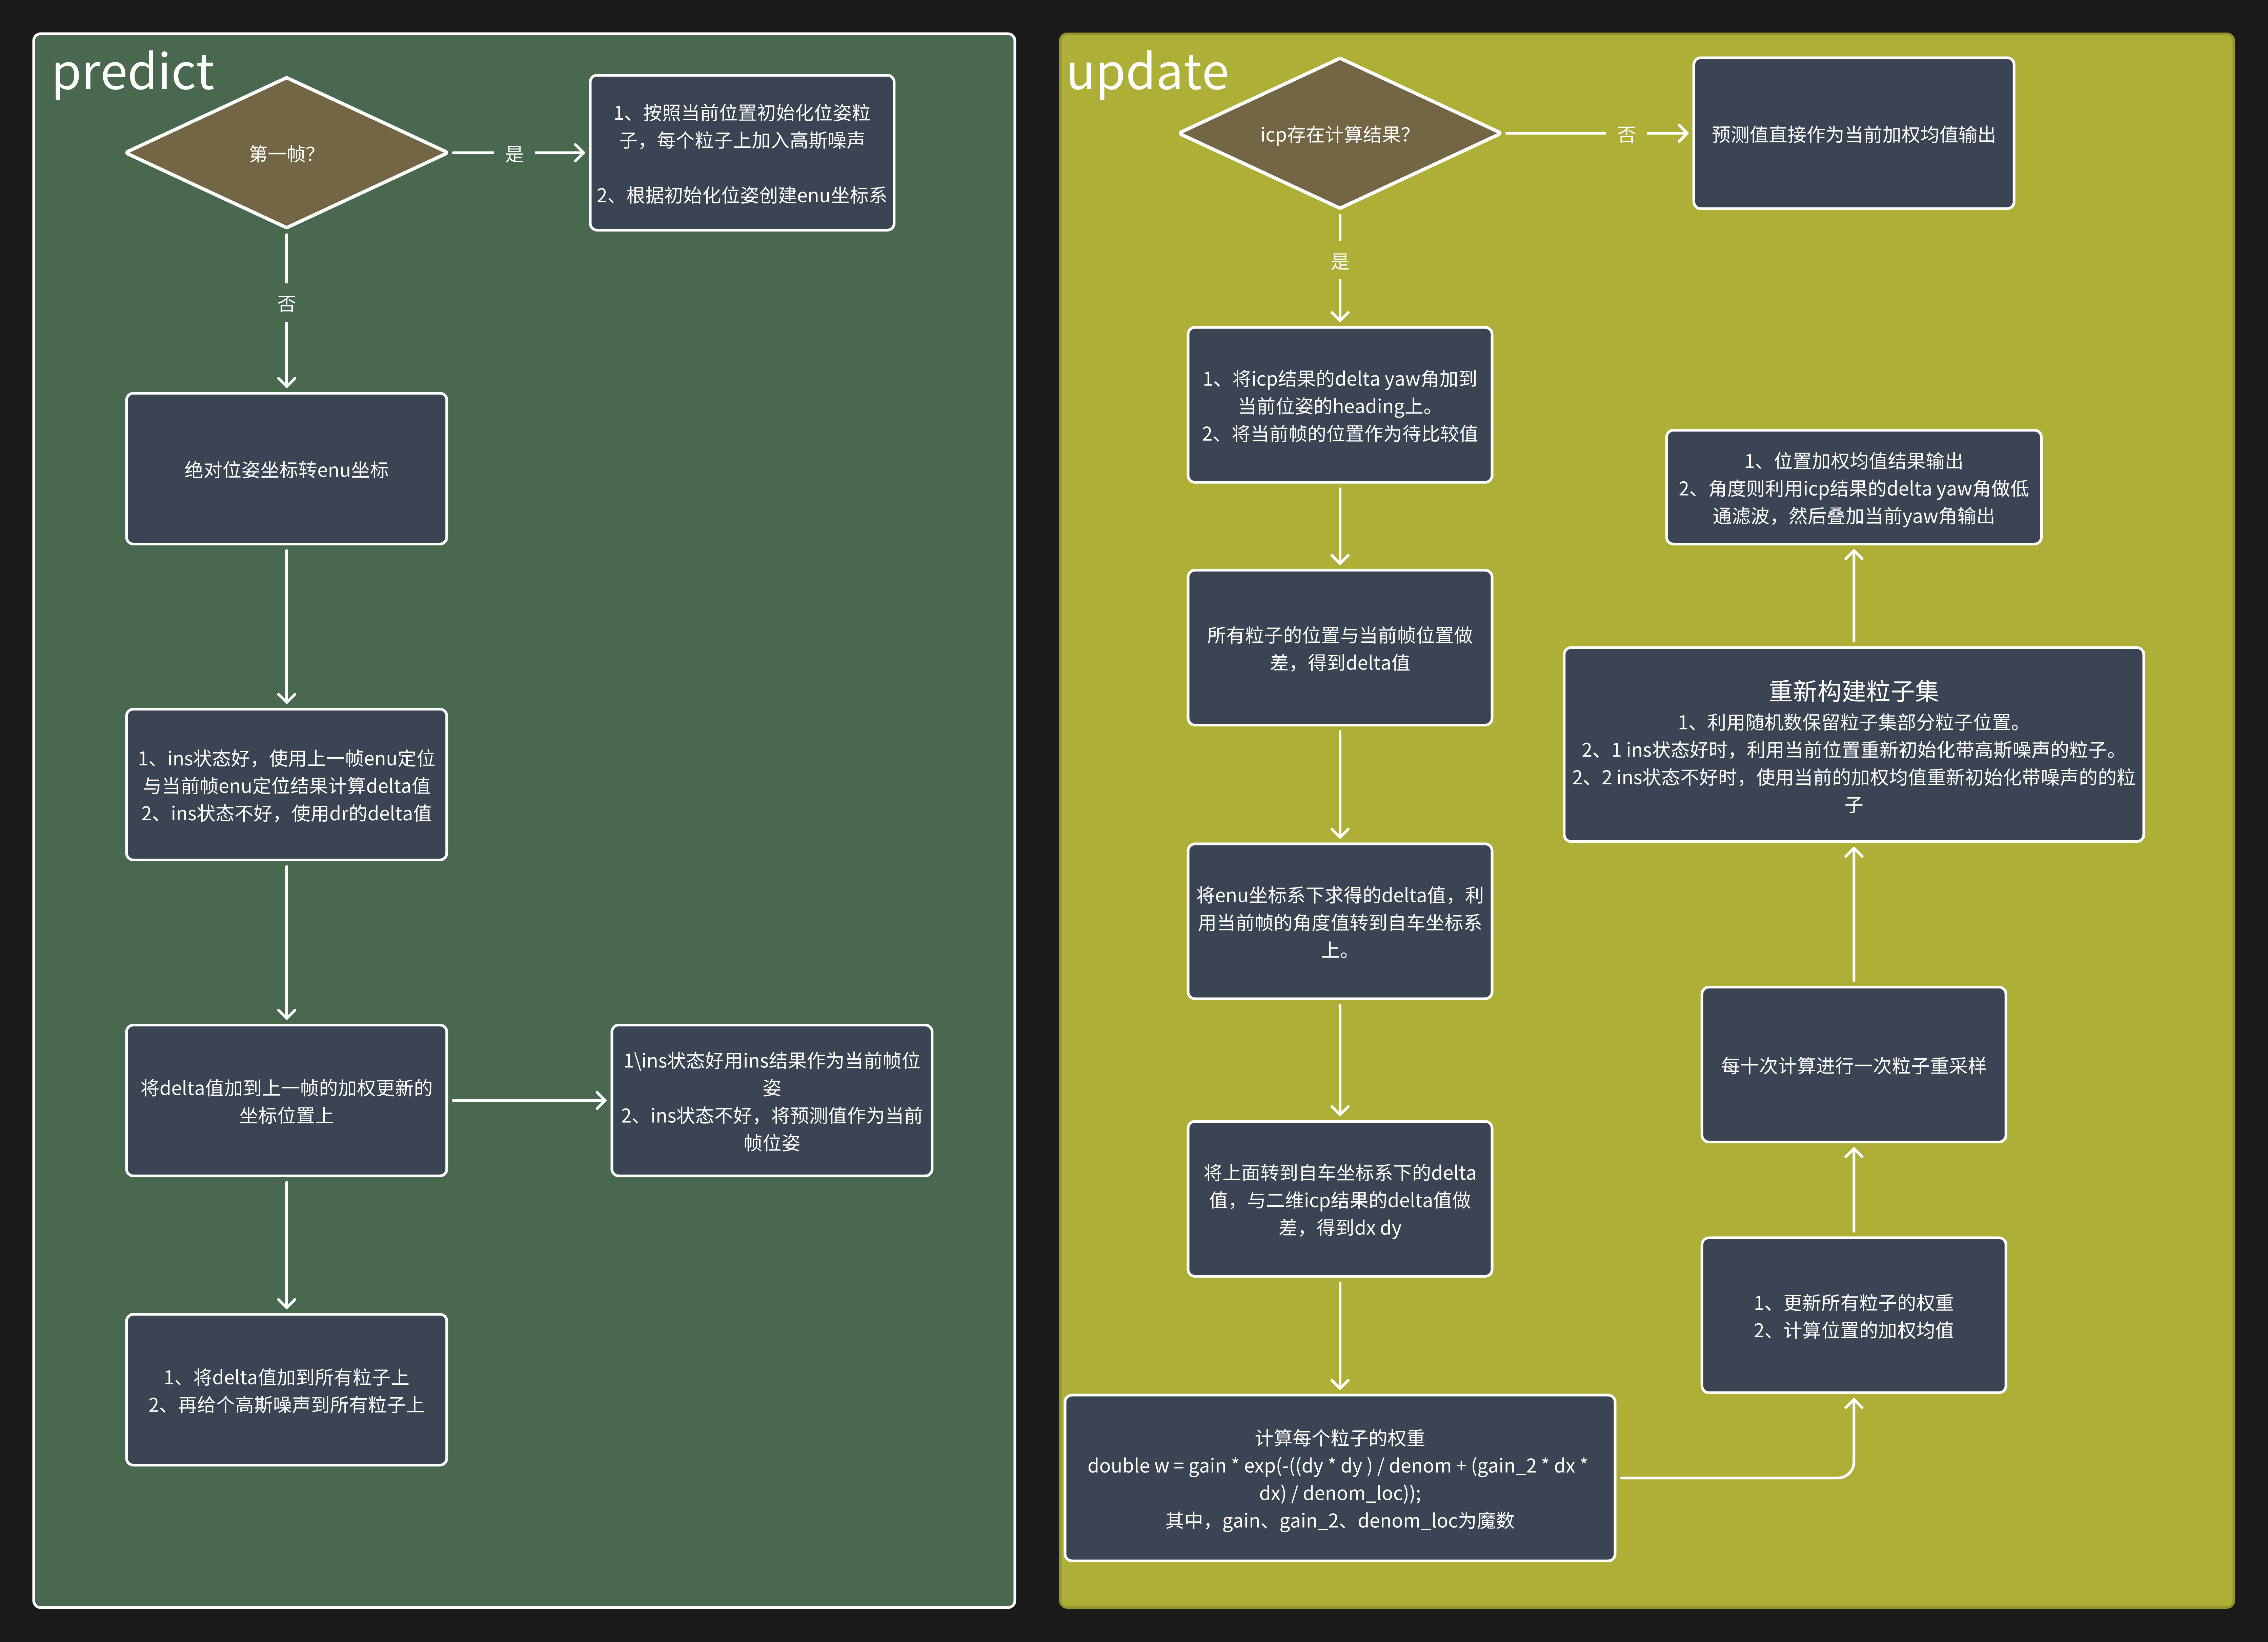 predict
第一帧？
是
1、按照当前位置初始化位姿粒
子，每个粒子上加入高斯噪声
2、根据初始化位姿创建enu坐标系
否
绝对位姿坐标转enu坐标
1、ins状态好，使用上一帧enu定位
与当前帧enu定位结果计算delta值
2、ins状态不好，使用dr的delta值
将delta值加到上一帧的加权更新的
坐标位置上
1\ins状态好用ins结果作为当前帧位
姿
2、ins状态不好，将预测值作为当前
帧位姿
1、将delta值加到所有粒子上
2、再给个高斯噪声到所有粒子上
update
icp存在计算结果？
否
预测值直接作为当前加权均值输出
是
1、将icp结果的delta yaw角加到
当前位姿的heading上。
2、将当前帧的位置作为待比较值
所有粒子的位置与当前帧位置做
差，得到delta值
将enu坐标系下求得的delta值，利
用当前帧的角度值转到自车坐标系
上。
将上面转到自车坐标系下的delta
值，与二维icp结果的delta值做
差，得到dx dy
计算每个粒子的权重
double w = gain * exp(-((dy * dy ) / denom + (gain_2 * dx *
dx) / denom_loc));
其中，gain、gain_2、denom_loc为魔数
1、更新所有粒子的权重
2、计算位置的加权均值
每十次计算进行一次粒子重采样
重新构建粒子集
1、利用随机数保留粒子集部分粒子位置。
2、1 ins状态好时，利用当前位置重新初始化带高斯噪声的粒子。
2、2 ins状态不好时，使用当前的加权均值重新初始化带噪声的的粒
子
1、位置加权均值结果输出
2、角度则利用icp结果的delta yaw角做低
通滤波，然后叠加当前yaw角输出